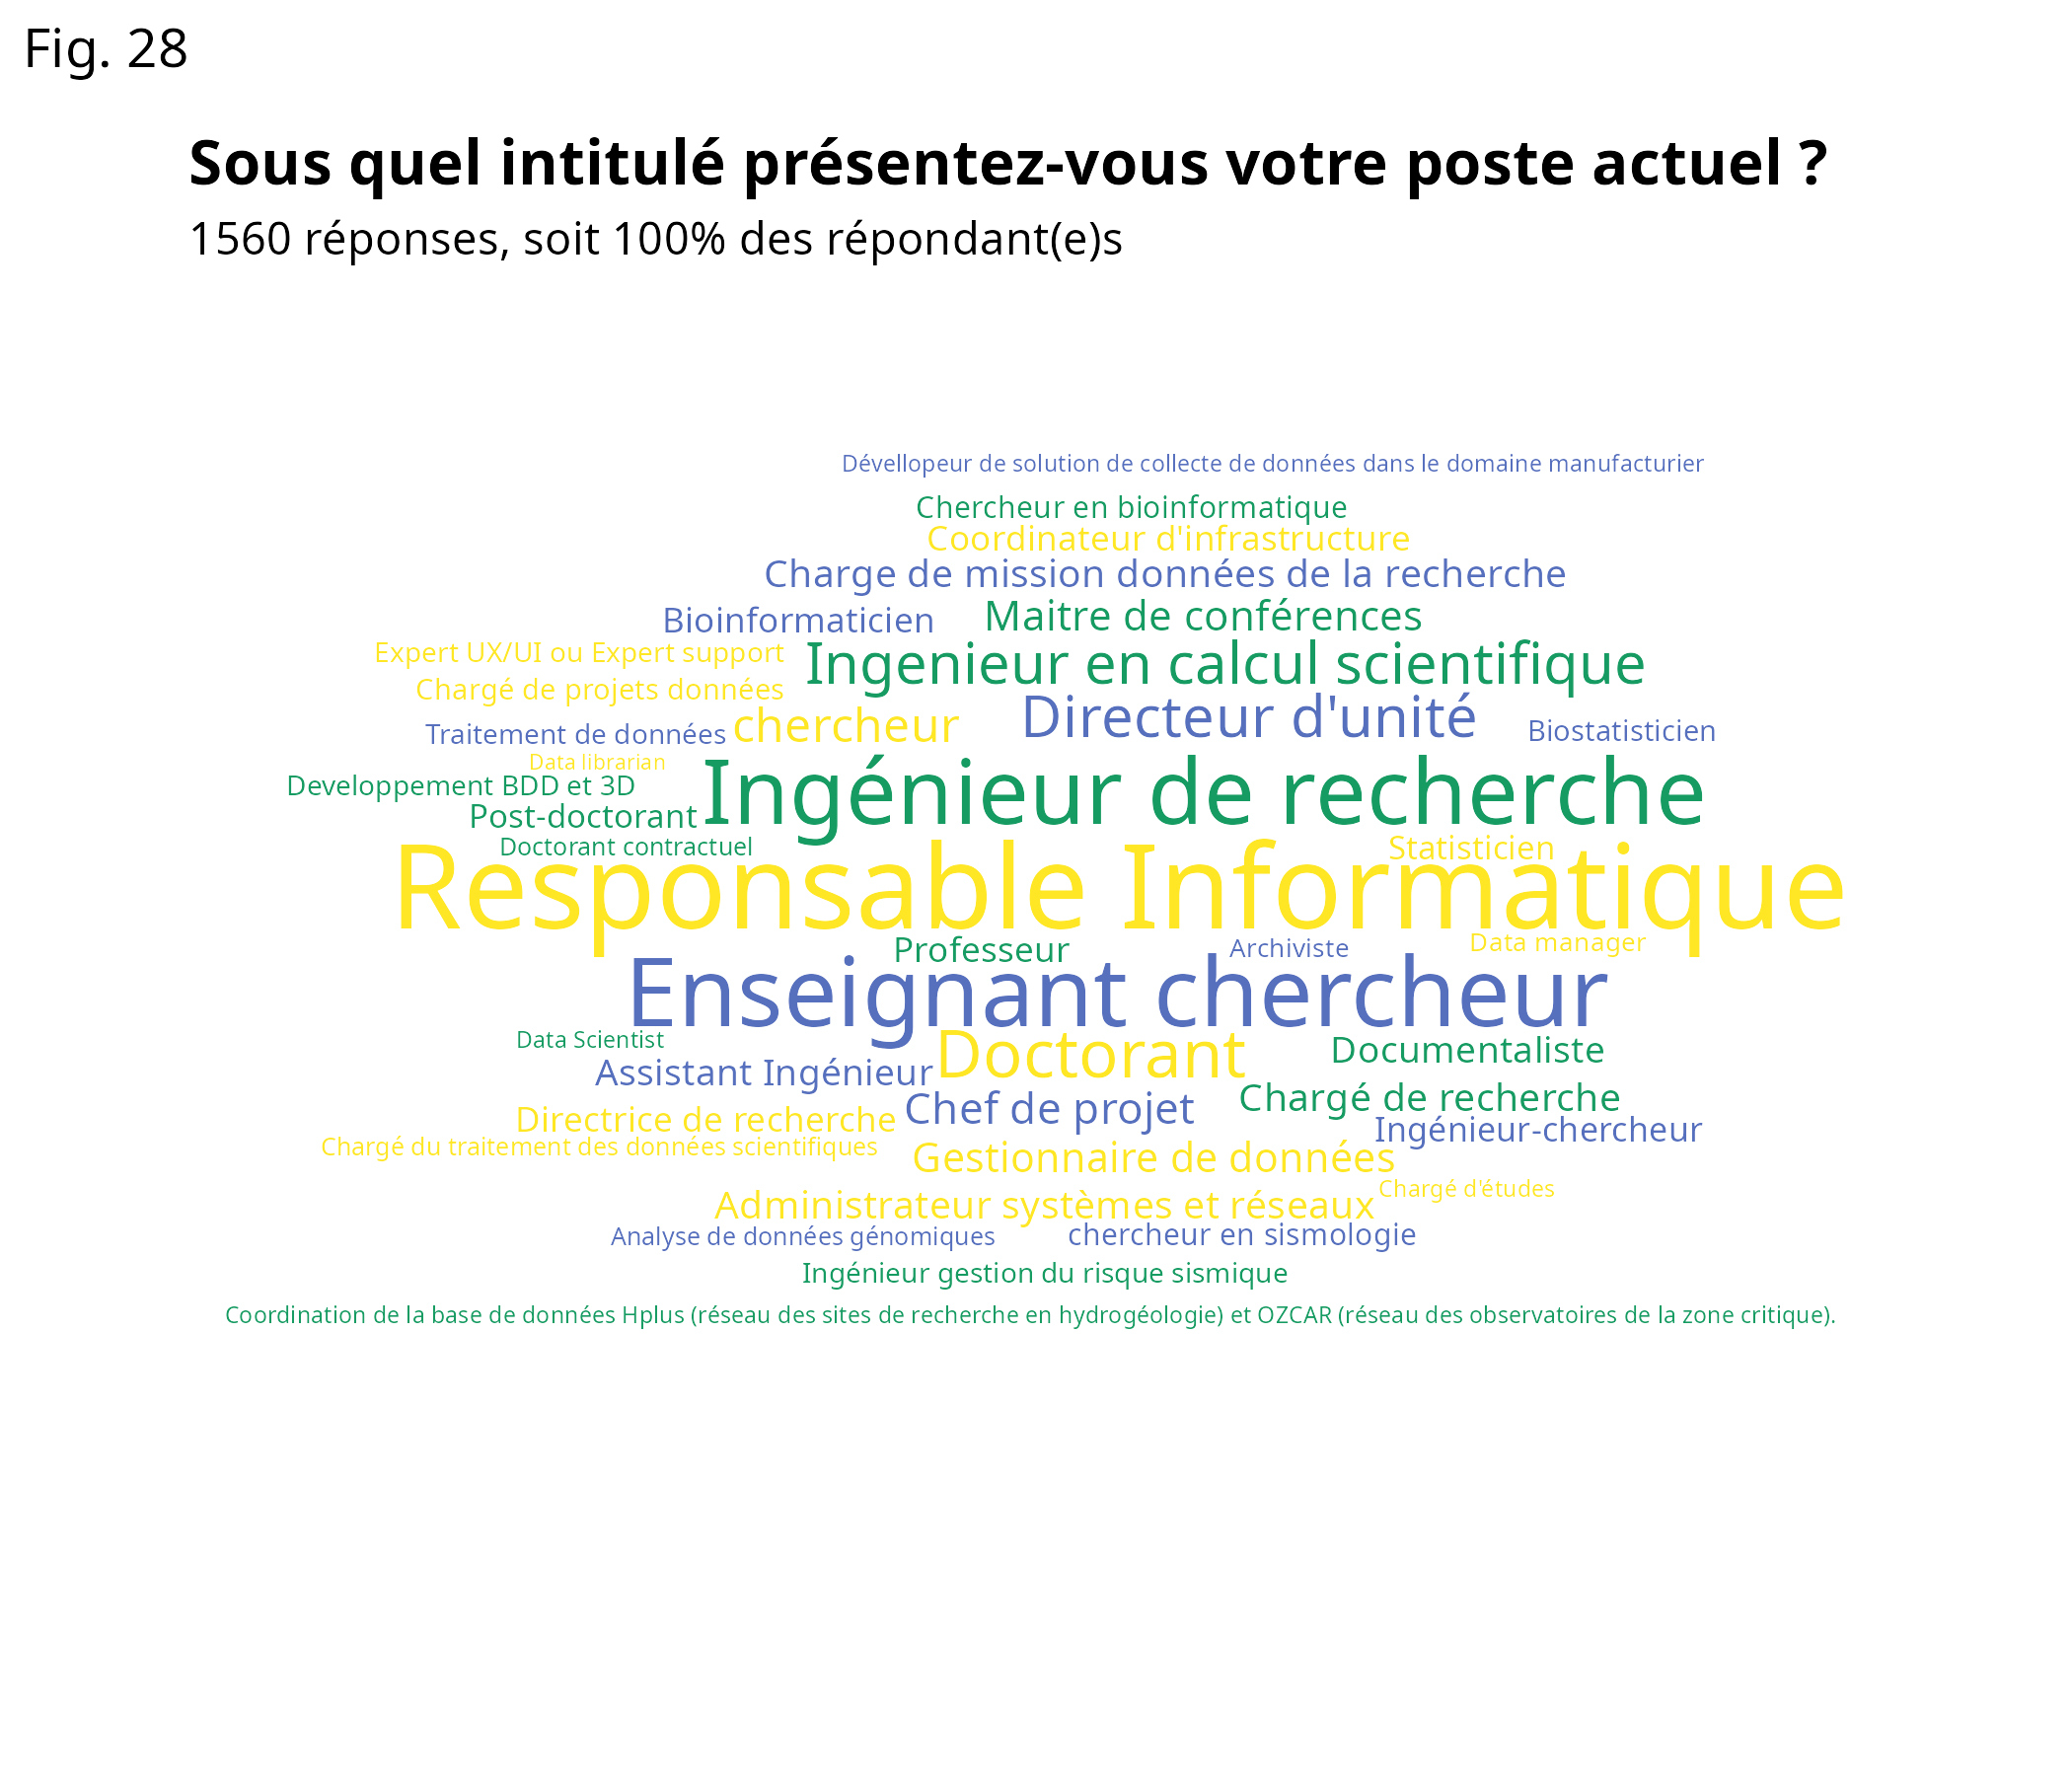 Fig. 28
Sous quel intitulé présentez-vous votre poste actuel ?
1560 réponses, soit 100% des répondant(e)s
Dévellopeur de solution de collecte de données dans le domaine manufacturier
Chercheur en bioinformatique
Coordinateur d'infrastructure
Charge de mission données de la recherche
Bioinformaticien
Maitre de conférences
Expert UX/UI ou Expert support
Ingenieur en calcul scientifique
Chargé de projets données
Directeur d'unité
Traitement de données
chercheur
Biostatisticien
Data librarian
Developpement BDD et 3D
Ingénieur de recherche
Post-doctorant
Doctorant contractuel
Statisticien
Responsable Informatique
Professeur
Archiviste
Data manager
Enseignant chercheur
Data Scientist
Doctorant
Documentaliste
Assistant Ingénieur
Chef de projet
Chargé de recherche
Directrice de recherche
Ingénieur-chercheur
Chargé du traitement des données scientifiques
Gestionnaire de données
Chargé d'études
Administrateur systèmes et réseaux
Analyse de données génomiques
chercheur en sismologie
Ingénieur gestion du risque sismique
Coordination de la base de données Hplus (réseau des sites de recherche en hydrogéologie) et OZCAR (réseau des observatoires de la zone critique).